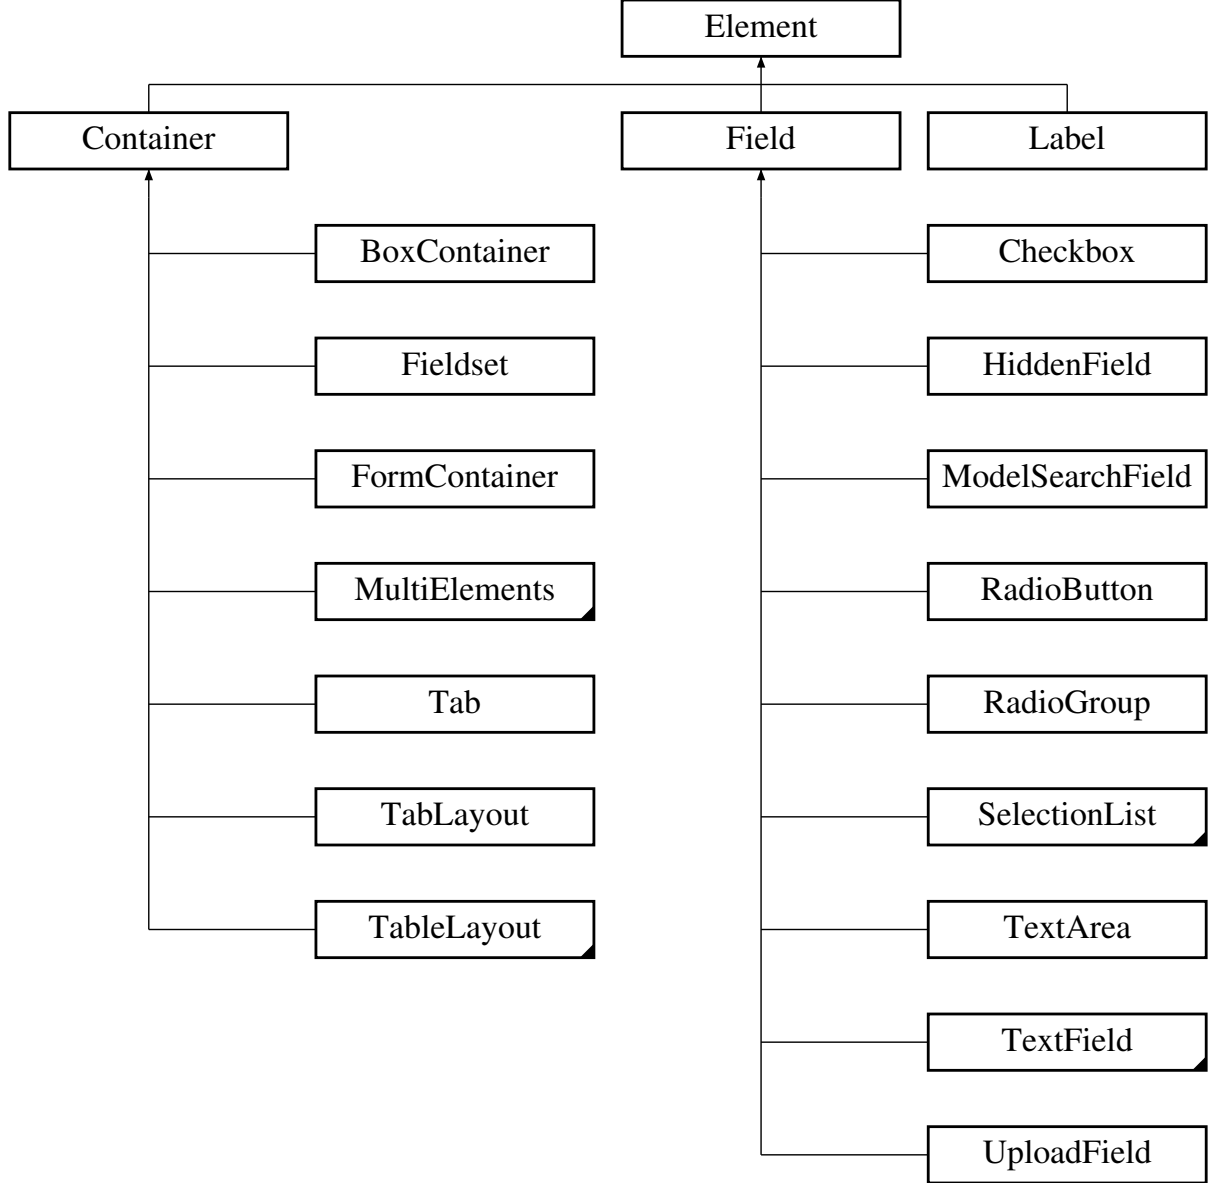 Element
Container
Field
Label
BoxContainer
Checkbox
Fieldset
HiddenField
FormContainer
ModelSearchField
MultiElements
RadioButton
Tab
RadioGroup
TabLayout
SelectionList
TableLayout
TextArea
TextField
UploadField